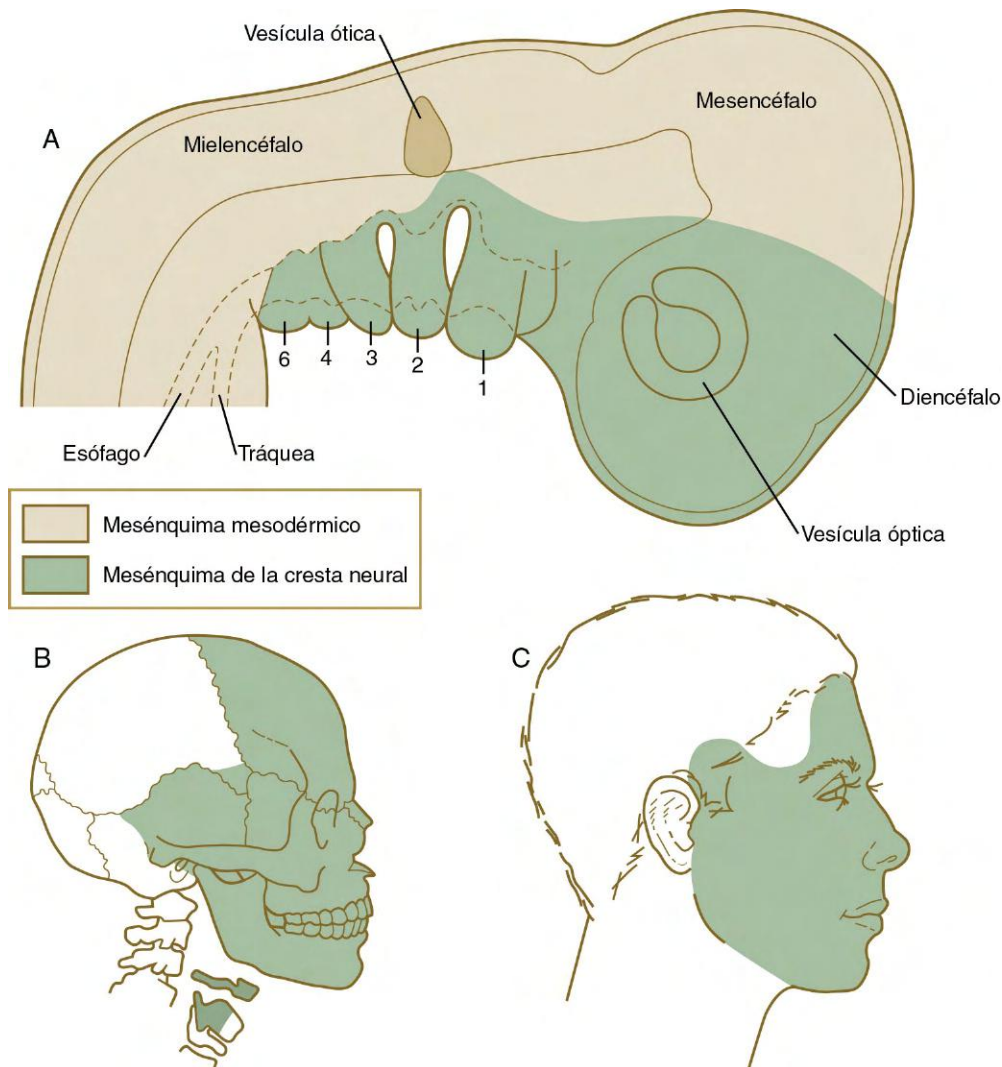 Vesícula ótica
Mesencéfalo
A
Mielencéfalo
6
4
3
2
1
Diencéfalo
Esófago
Tráquea
Vesícula óptica
Mesénquima mesodérmico
Mesénquima de la cresta neural
B
C